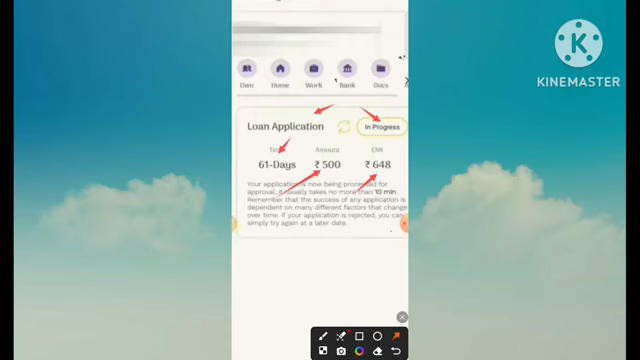 KINEMASTER
Own Home Work Bank Docs
Loan Application
In Progress
Amount EMI
61-Days ₹ 500 ₹ 648
Your application is now being processed for
approval, it usually takes no more than 10 min.
Remember that the success of any application is
dependent on many different factors that change
over time. if your application is rejected, you can
simply try again at a later date.